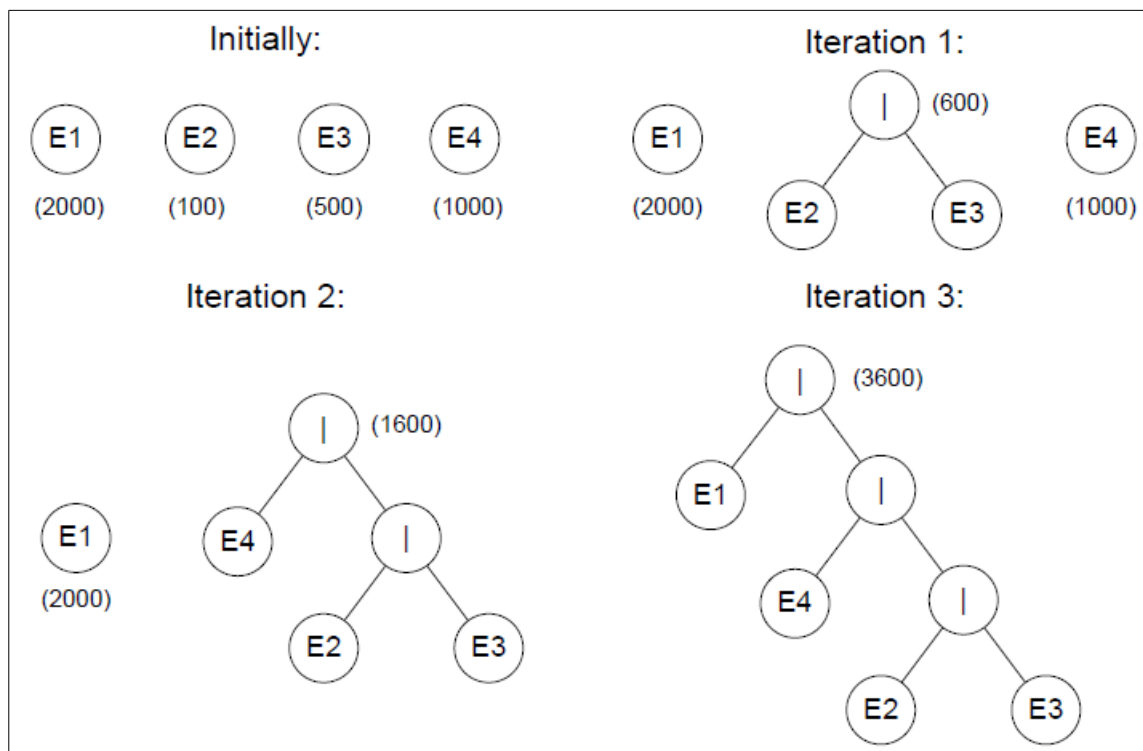 Initially:
E1 E2 E3 E4
(2000) (100) (500) (1000)
Iteration 1:
| (600)
E1 E4
E2 E3
(2000) (1000)
Iteration 2:
| (1600)
E1 E4 |
(2000)
E2 E3
Iteration 3:
| (3600)
E1 |
E4 |
E2 E3